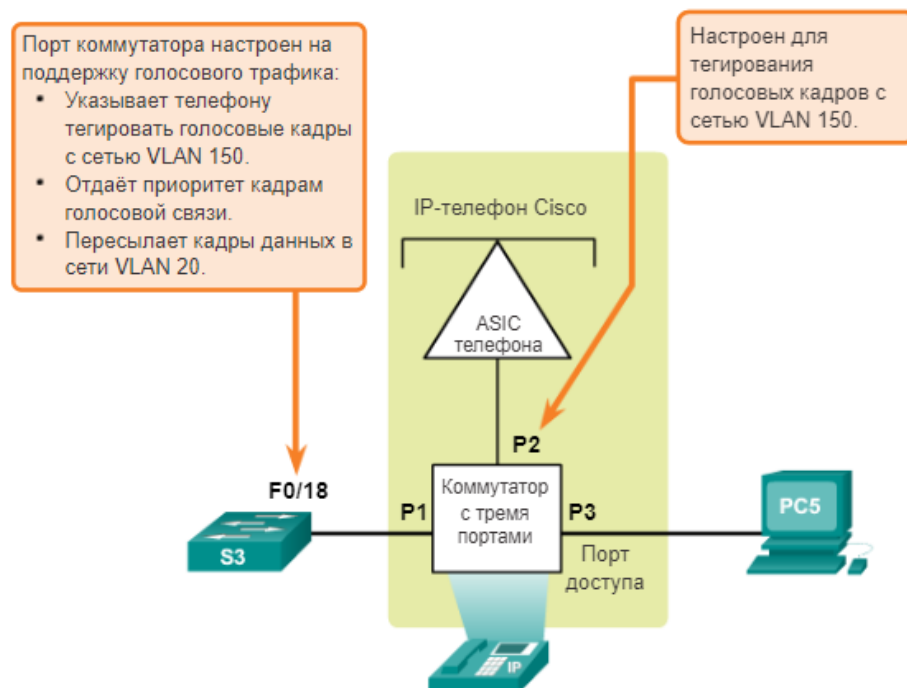 Порт коммутатора настроен на
поддержку голосового трафика:
• Указывает телефону
тегировать голосовые кадры
с сетью VLAN 150.
• Отдаёт приоритет кадрам
голосовой связи.
• Пересылает кадры данных в
сети VLAN 20.
Настроен для
тегирования
голосовых кадров с
сетью VLAN 150.
IP-телефон Cisco
ASIC
телефона
P2
F0/18
P1
Коммутатор
с тремя
портами
P3
S3
PC5
Порт
доступа
IP